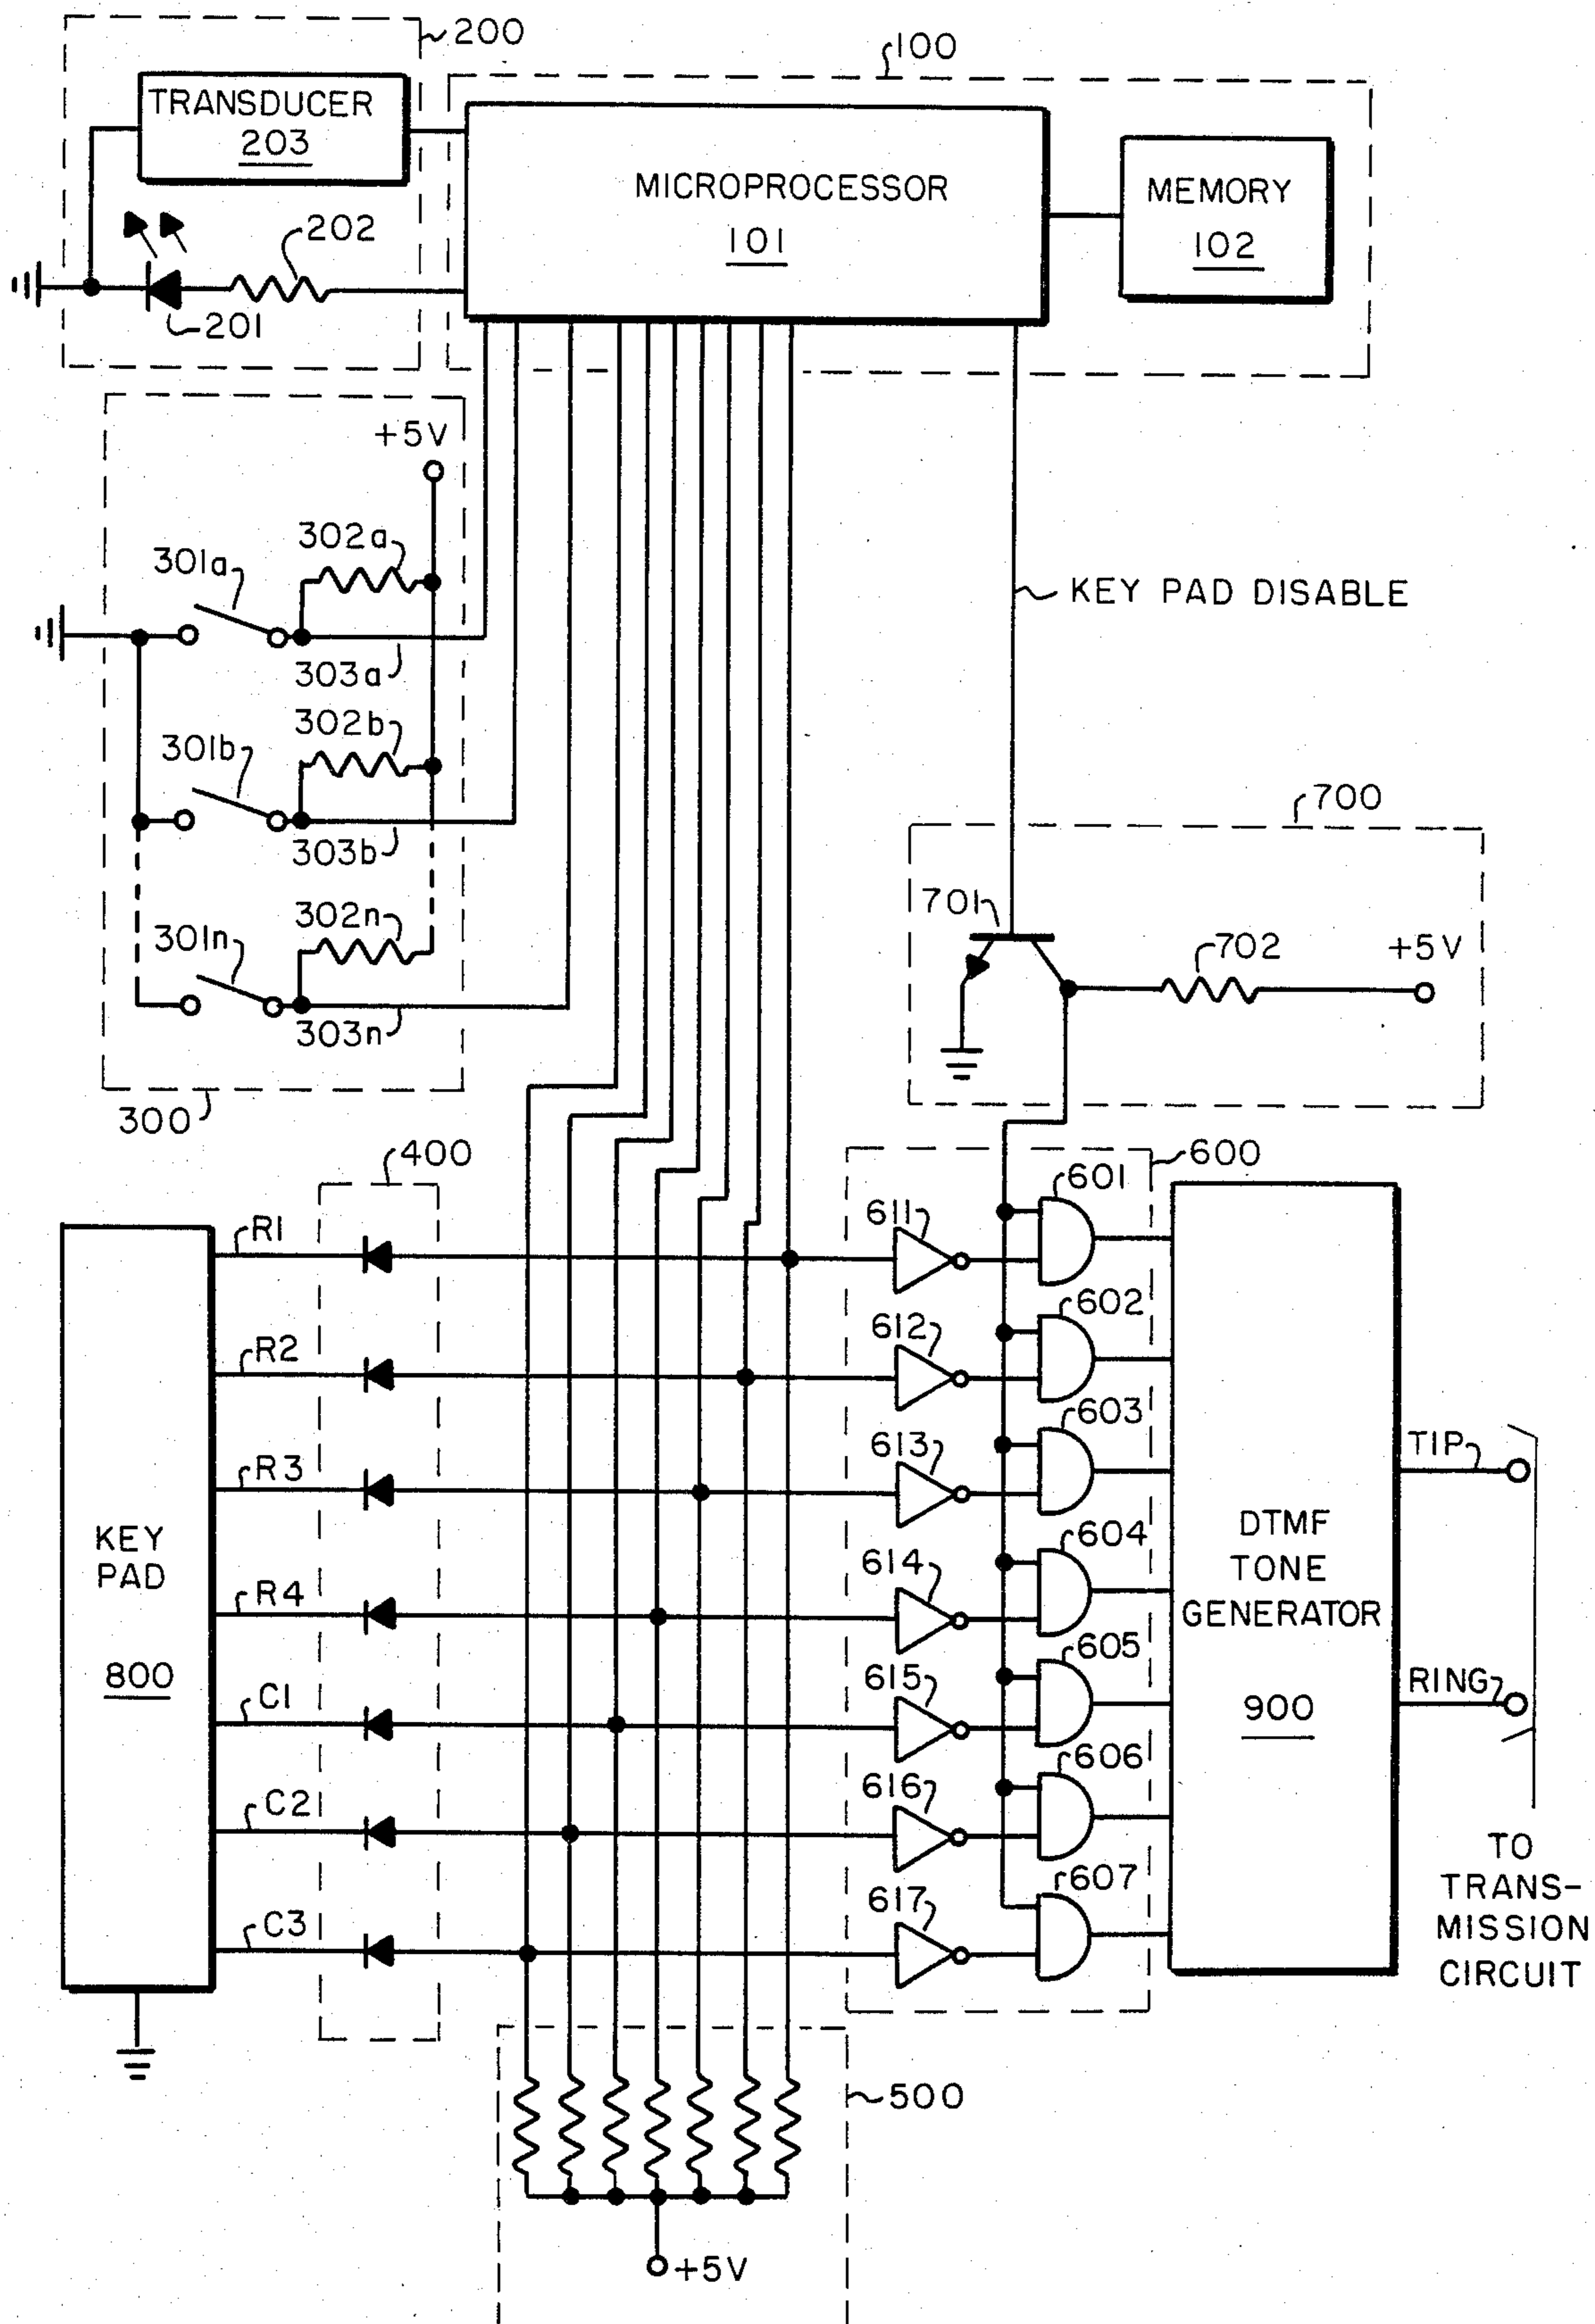 200
100
TRANSDUCER
203
MICROPROCESSOR
101
MEMORY
102
202
201
+5V
302a
301a
303a
KEY PAD DISABLE
302b
301b
303b
700
701
302n
301n
303n
702
+5V
300
400
600
601
R1
611
602
R2
612
603
R3
613
TIP
KEY
PAD
800
DTMF
TONE
GENERATOR
900
604
R4
614
605
C1
615
RING
606
C2
616
607
C3
617
TO
TRANS-
MISSION
CIRCUIT
500
+5V